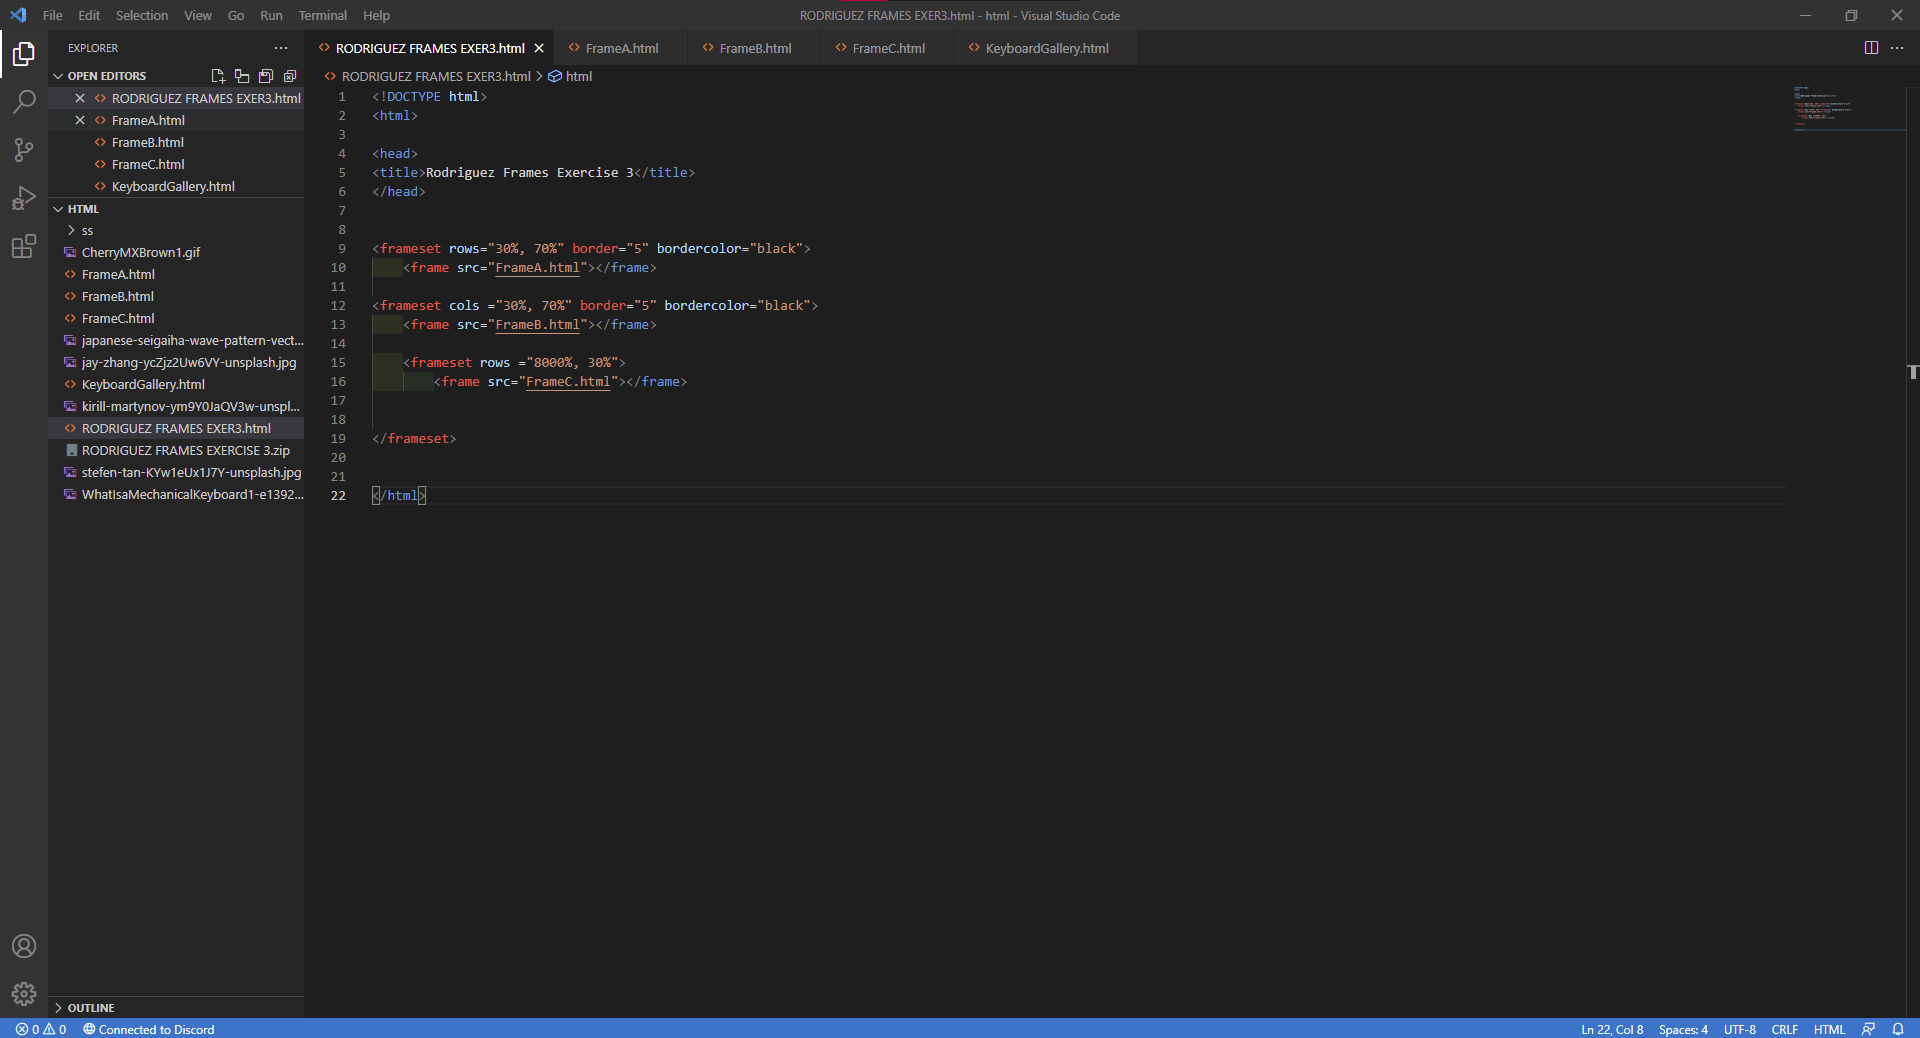 File Edit Selection View Go Run Terminal Help
RODRIGUEZ FRAMES EXER3.html - html - Visual Studio Code
EXPLORER
OPEN EDITORS
RODRIGUEZ FRAMES EXER3.html
FrameA.html
FrameB.html
FrameC.html
KeyboardGallery.html
HTML
ss
CherryMXBrown1.gif
FrameA.html
FrameB.html
FrameC.html
japanese-seigaiha-wave-pattern-vect...
jay-zhang-ycZjz2Uw6VY-unsplash.jpg
KeyboardGallery.html
kirill-martynov-ym9Y0JaQV3w-unspl...
RODRIGUEZ FRAMES EXER3.html
RODRIGUEZ FRAMES EXERCISE 3.zip
stefen-tan-KYw1eUx1J7Y-unsplash.jpg
WhatIsaMechanicalKeyboard1-e1392...
OUTLINE
RODRIGUEZ FRAMES EXER3.html FrameA.html FrameB.html FrameC.html KeyboardGallery.html
RODRIGUEZ FRAMES EXER3.html > html
1 <!DOCTYPE html>
2 <html>
3
4 <head>
5 <title>Rodriguez Frames Exercise 3</title>
6 </head>
7
8
9 <frameset rows="30%, 70%" border="5" bordercolor="black">
10 <frame src="FrameA.html"></frame>
11
12 <frameset cols ="30%, 70%" border="5" bordercolor="black">
13 <frame src="FrameB.html"></frame>
14
15 <frameset rows ="8000%, 30%">
16 <frame src="FrameC.html"></frame>
17
18
19 </frameset>
20
21
22 </html>
0 0 Connected to Discord
Ln 22, Col 8 Spaces: 4 UTF-8 CRLF HTML